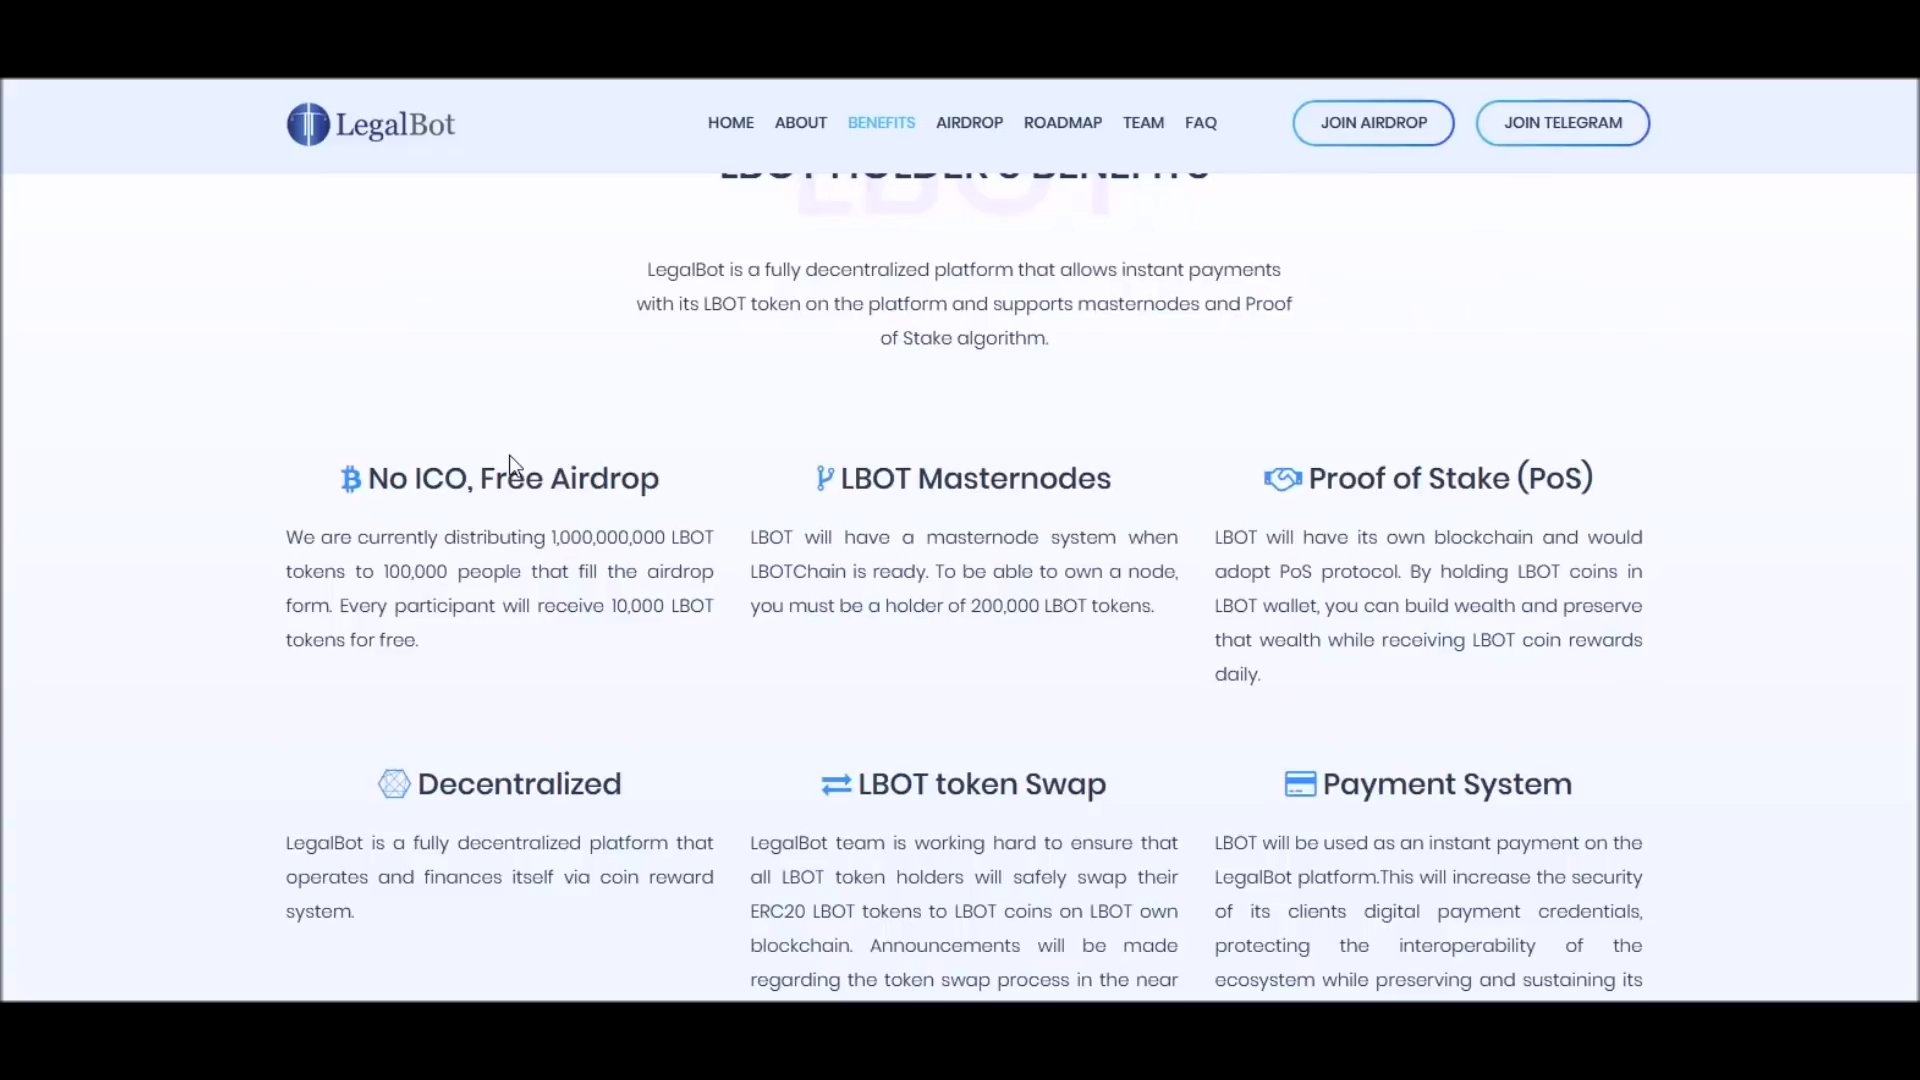 LegalBot
HOME ABOUT BENEFITS AIRDROP ROADMAP TEAM FAQ JOIN AIRDROP JOIN TELEGRAM
LBOT HOLDER'S BENEFITS
LBOT
LegalBot is a fully decentralized platform that allows instant payments
with its LBOT token on the platform and supports masternodes and Proof
of Stake algorithm.
No ICO, Free Airdrop
We are currently distributing 1,000,000,000 LBOT
tokens to 100,000 people that fill the airdrop
form. Every participant will receive 10,000 LBOT
tokens for free.
LBOT Masternodes
LBOT will have a masternode system when
LBOTChain is ready. To be able to own a node,
you must be a holder of 200,000 LBOT tokens.
Proof of Stake (PoS)
LBOT will have its own blockchain and would
adopt PoS protocol. By holding LBOT coins in
LBOT wallet, you can build wealth and preserve
that wealth while receiving LBOT coin rewards
daily.
Decentralized
LegalBot is a fully decentralized platform that
operates and finances itself via coin reward
system.
LBOT token Swap
LegalBot team is working hard to ensure that
all LBOT token holders will safely swap their
ERC20 LBOT tokens to LBOT coins on LBOT own
blockchain. Announcements will be made
regarding the token swap process in the near
Payment System
LBOT will be used as an instant payment on the
LegalBot platform.This will increase the security
of its clients digital payment credentials,
protecting the interoperability of the
ecosystem while preserving and sustaining its